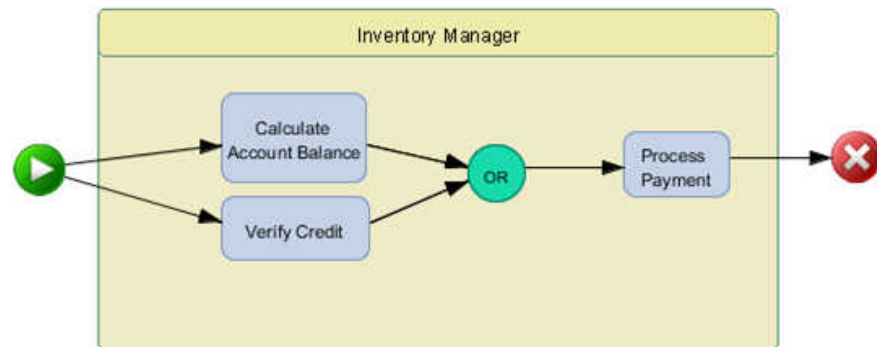 Inventory Manager
Calculate
Account Balance
OR
Process
Payment
Verify Credit